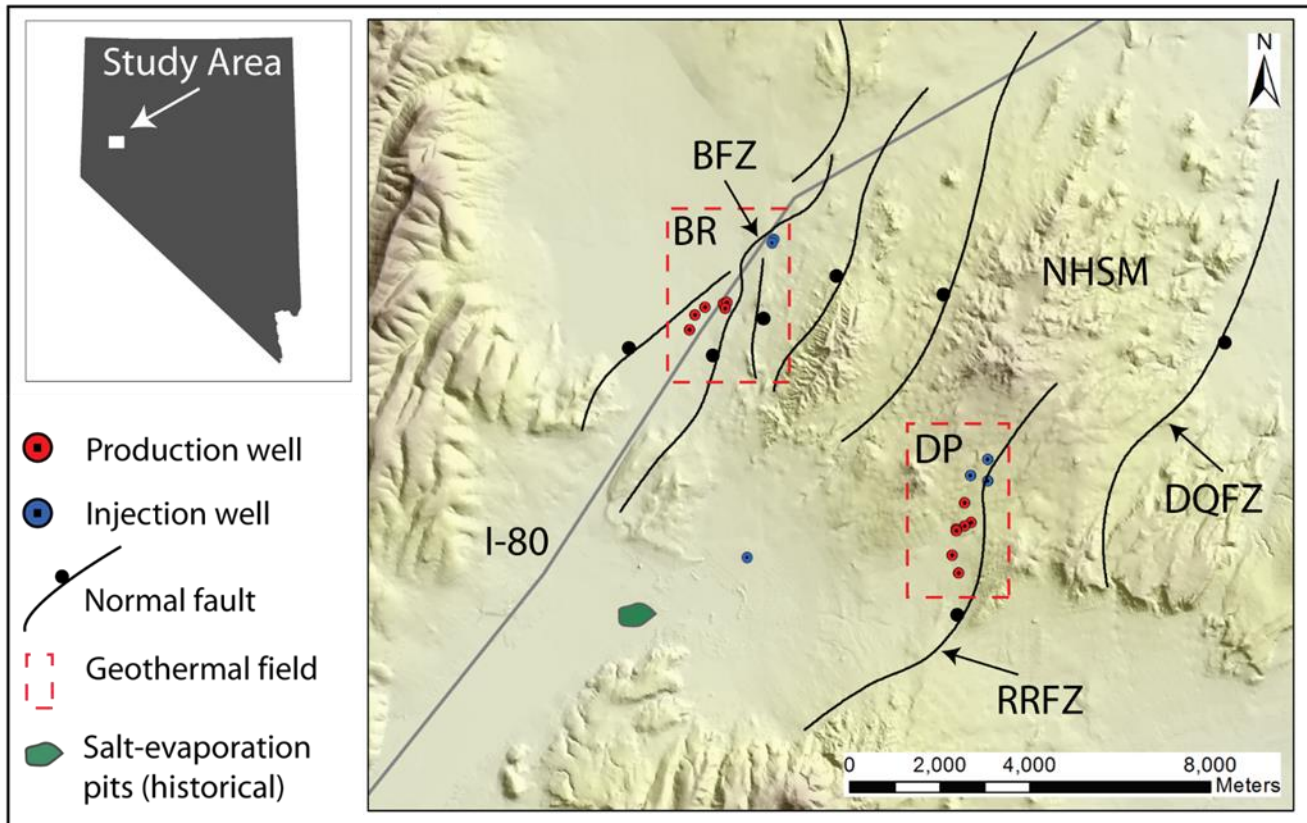 Study Area
Production well
Injection well
Normal fault
Geothermal field
Salt-evaporation
pits (historical)
N
BFZ
BR
NHSM
DP
DQFZ
I-80
RRFZ
0 2,000 4,000 8,000
Meters